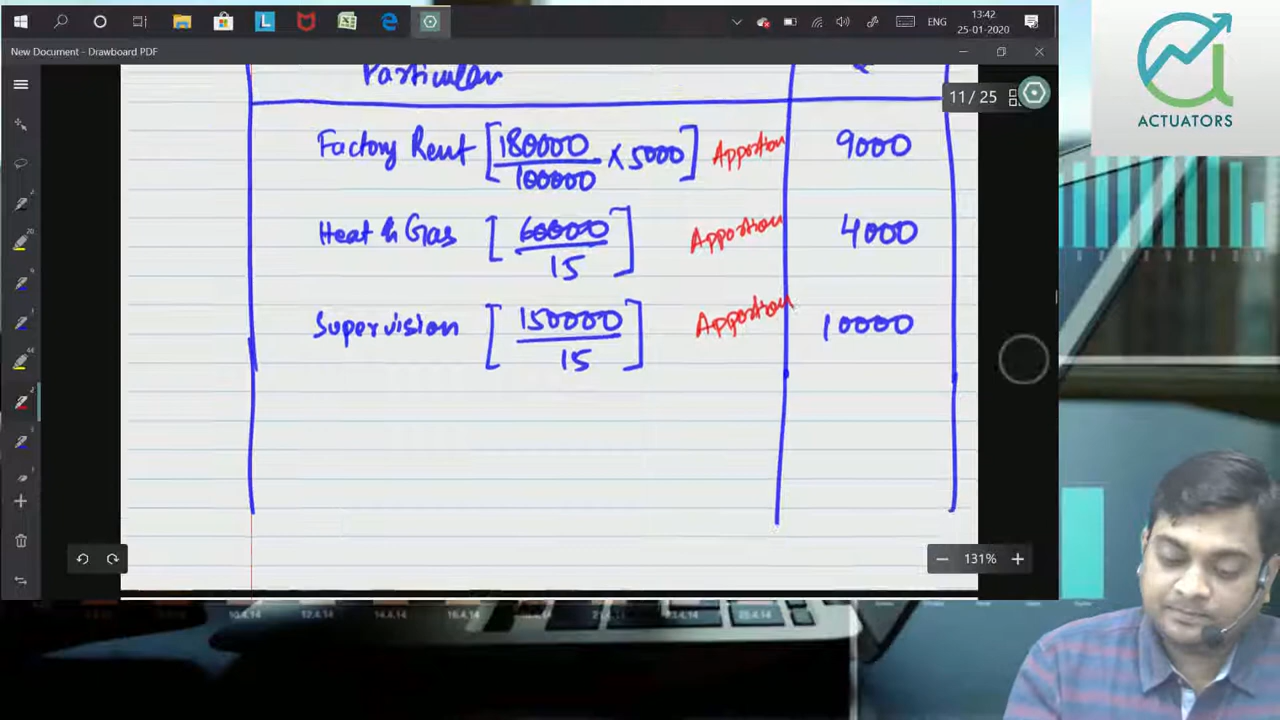 13:42
ENG
25-01-2020
New Document - Drawboard PDF
11 / 25
ACTUATORS
Particular
Factory Rent [180000/100000 × 5000] Apportion 9000
Heat & Gas [60000/15] Apportion 4000
Supervision [150000/15] Apportion 10000
131%